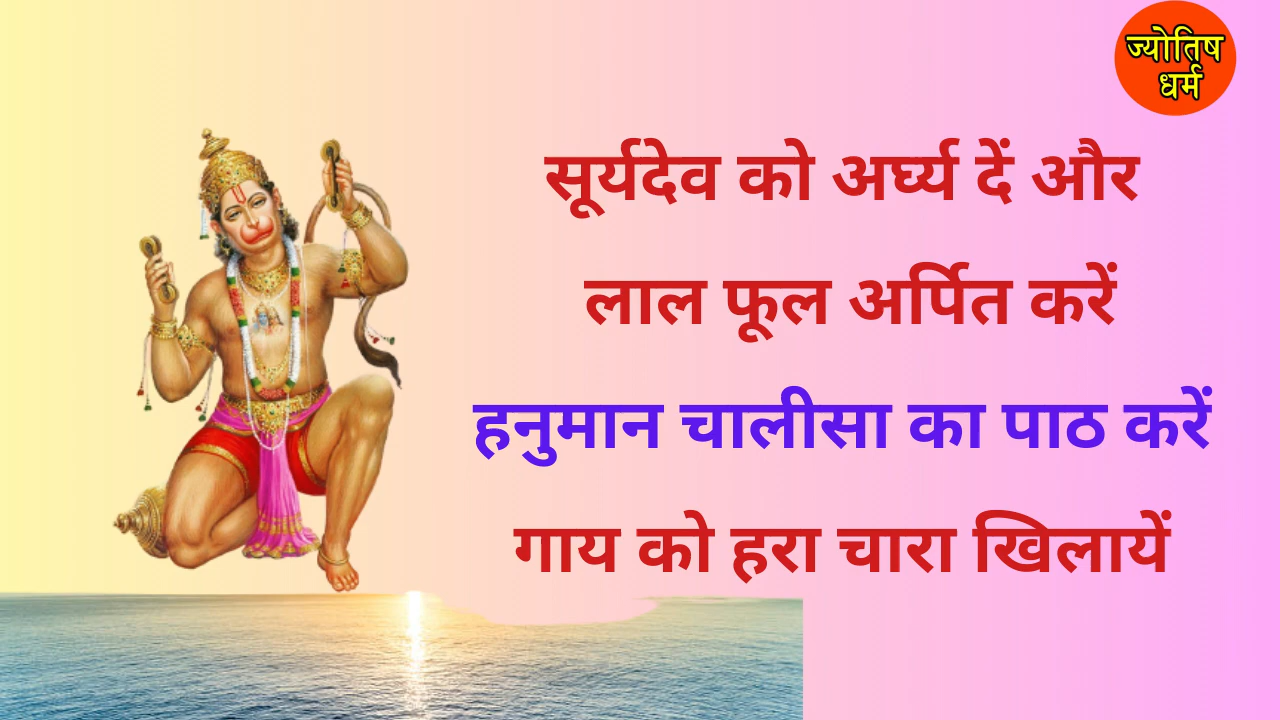 ज्योतिष
धर्म
सूर्यदेव को अर्घ्य दें और
लाल फूल अर्पित करें
हनुमान चालीसा का पाठ करें
गाय को हरा चारा खिलायें